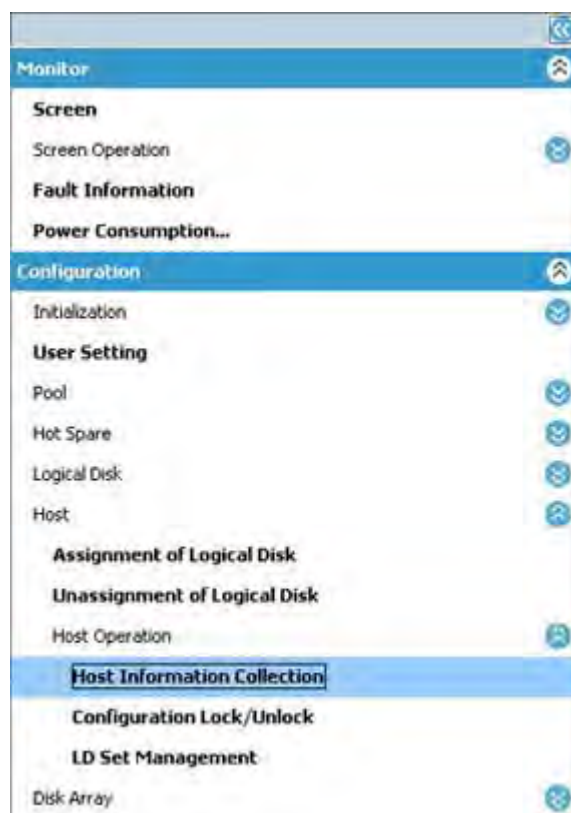 Monitor
Screen
Screen Operation
Fault Information
Power Consumption...
Configuration
Initialization
User Setting
Pool
Hot Spare
Logical Disk
Host
Assignment of Logical Disk
Unassignment of Logical Disk
Host Operation
Host Information Collection
Configuration Lock/Unlock
LD Set Management
Disk Array